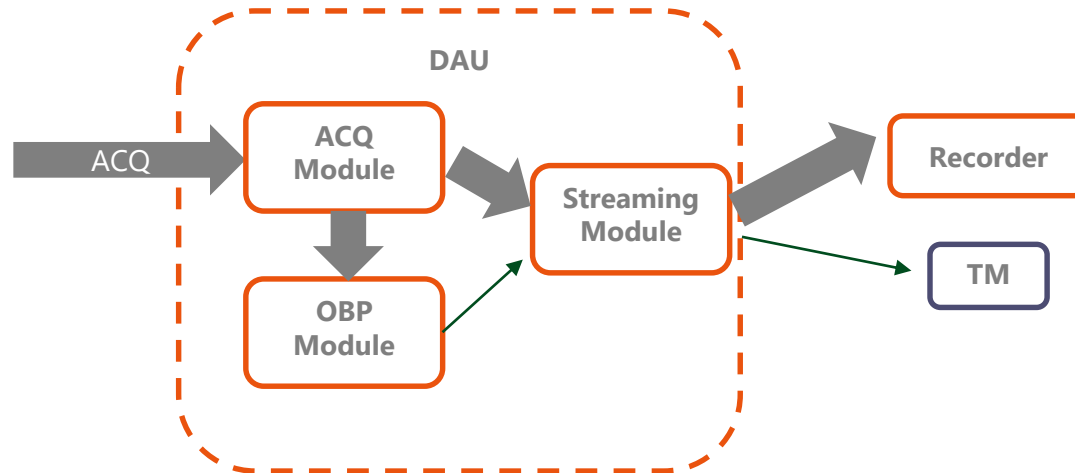 DAU
ACQ
ACQ
Module
Streaming
Module
Recorder
OBP
Module
TM